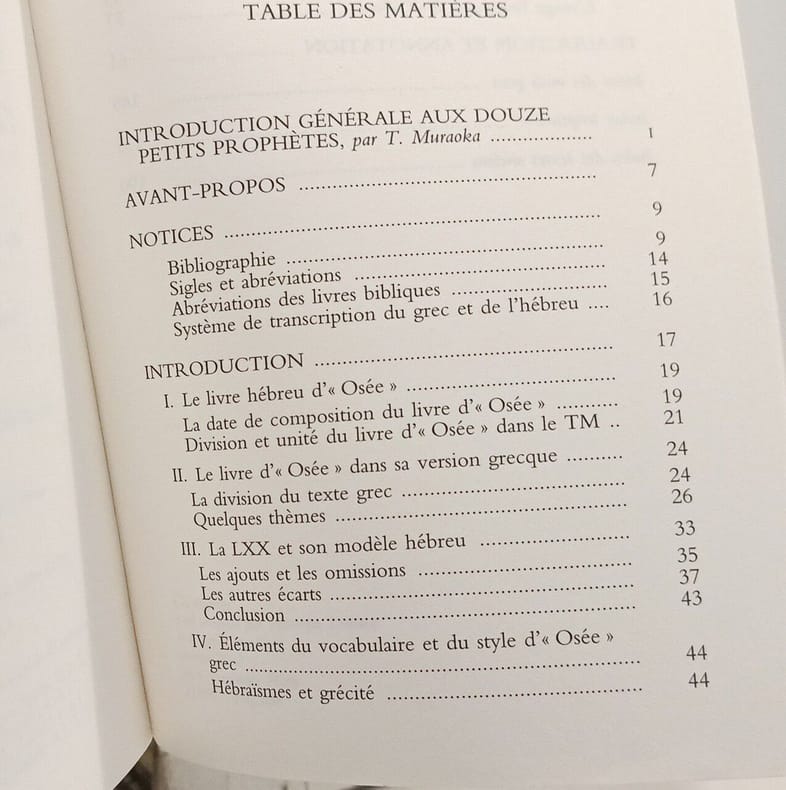 TABLE DES MATIÈRES
INTRODUCTION GÉNÉRALE AUX DOUZE
PETITS PROPHÈTES, par T. Muraoka .................. I
AVANT-PROPOS .................. 7
NOTICES .................. 9
Bibliographie .................. 9
Sigles et abréviations .................. 14
Abréviations des livres bibliques .................. 15
Système de transcription du grec et de l'hébreu .... 16
INTRODUCTION .................. 17
I. Le livre hébreu d'« Osée » .................. 19
La date de composition du livre d'« Osée » .......... 19
Division et unité du livre d'« Osée » dans le TM .. 21
II. Le livre d'« Osée » dans sa version grecque .......... 24
La division du texte grec .................. 24
Quelques thèmes .................. 26
III. La LXX et son modèle hébreu .................. 33
Les ajouts et les omissions .................. 35
Les autres écarts .................. 37
Conclusion .................. 43
IV. Éléments du vocabulaire et du style d'« Osée »
grec .................. 44
Hébraïsmes et grécité .................. 44